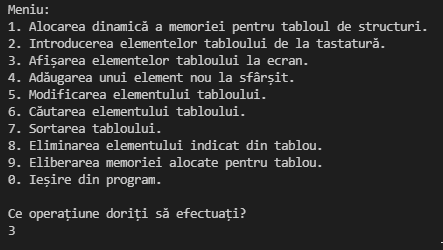 Meniu:
1. Alocarea dinamică a memoriei pentru tabloul de structuri.
2. Introducerea elementelor tabloului de la tastatură.
3. Afișarea elementelor tabloului la ecran.
4. Adăugarea unui element nou la sfârșit.
5. Modificarea elementului tabloului.
6. Căutarea elementului tabloului.
7. Sortarea tabloului.
8. Eliminarea elementului indicat din tablou.
9. Eliberarea memoriei alocate pentru tablou.
0. Ieșire din program.

Ce operațiune doriți să efectuați?
3